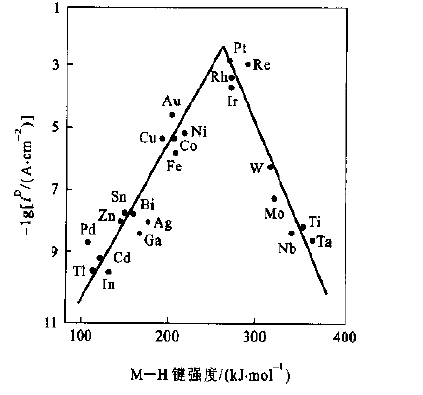 1
3
5
7
9
11
−1g[i⁰/(A·cm⁻²)]
Pt
Re
Rh
Ir
Au
Ni
Cu
Co
Fe
W
Sn
Bi
Mo
Zn
Ag
Ti
Pd
Ga
Nb
Ta
Cd
Tl
In
100 200 300 400
M—H 键强度/(kJ·mol⁻¹)